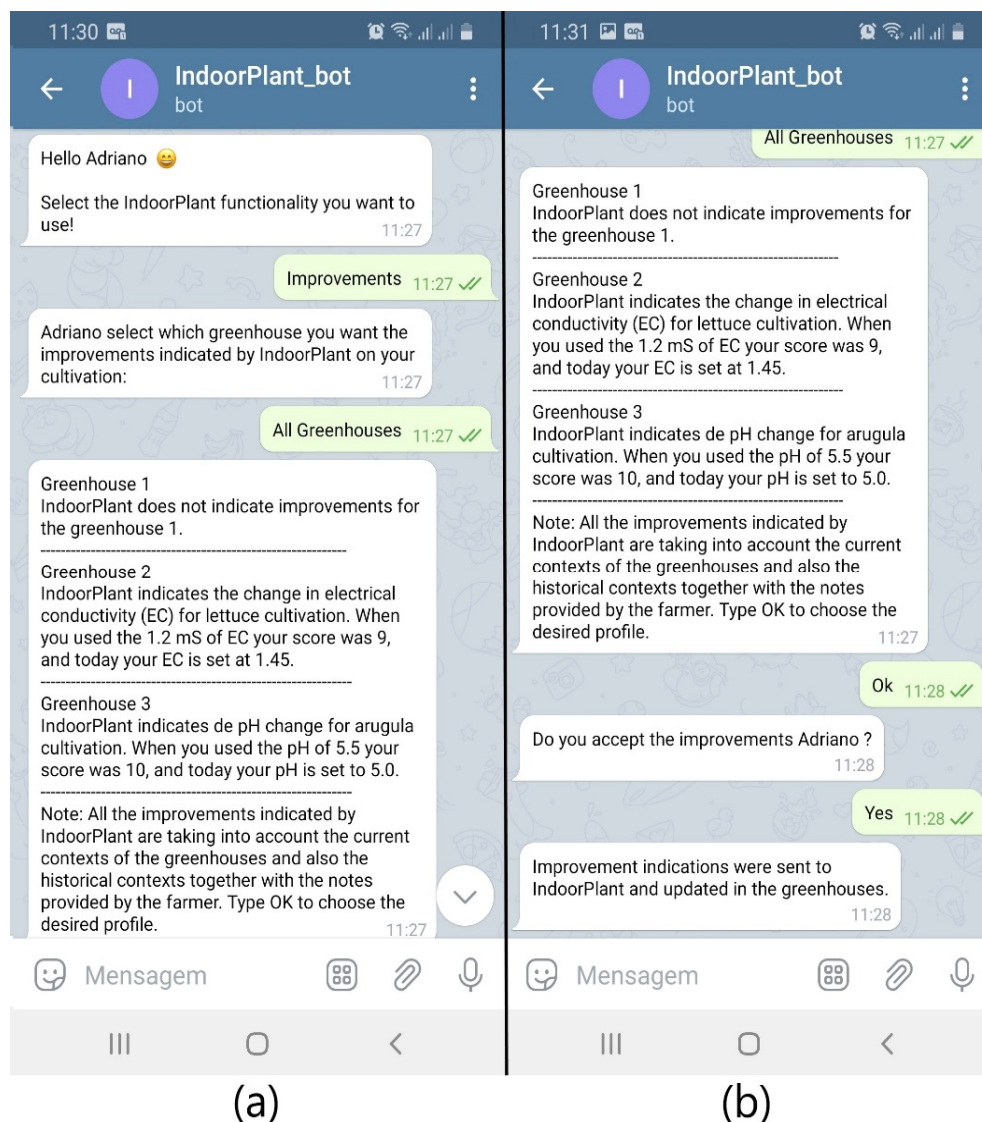 11:30
IndoorPlant_bot
bot
I
Hello Adriano 😄
Select the IndoorPlant functionality you want to
use!
11:27
Improvements 11:27
Adriano select which greenhouse you want the
improvements indicated by IndoorPlant on your
cultivation:
11:27
All Greenhouses 11:27
Greenhouse 1
IndoorPlant does not indicate improvements for
the greenhouse 1.
------------------------------------------------------------
Greenhouse 2
IndoorPlant indicates the change in electrical
conductivity (EC) for lettuce cultivation. When
you used the 1.2 mS of EC your score was 9,
and today your EC is set at 1.45.
------------------------------------------------------------
Greenhouse 3
IndoorPlant indicates de pH change for arugula
cultivation. When you used the pH of 5.5 your
score was 10, and today your pH is set to 5.0.
------------------------------------------------------------
Note: All the improvements indicated by
IndoorPlant are taking into account the current
contexts of the greenhouses and also the
historical contexts together with the notes
provided by the farmer. Type OK to choose the
desired profile.
11:27
Mensagem
(a)
11:31
IndoorPlant_bot
bot
I
All Greenhouses 11:27
Greenhouse 1
IndoorPlant does not indicate improvements for
the greenhouse 1.
------------------------------------------------------------
Greenhouse 2
IndoorPlant indicates the change in electrical
conductivity (EC) for lettuce cultivation. When
you used the 1.2 mS of EC your score was 9,
and today your EC is set at 1.45.
------------------------------------------------------------
Greenhouse 3
IndoorPlant indicates de pH change for arugula
cultivation. When you used the pH of 5.5 your
score was 10, and today your pH is set to 5.0.
------------------------------------------------------------
Note: All the improvements indicated by
IndoorPlant are taking into account the current
contexts of the greenhouses and also the
historical contexts together with the notes
provided by the farmer. Type OK to choose the
desired profile.
11:27
Ok 11:28
Do you accept the improvements Adriano ?
11:28
Yes 11:28
Improvement indications were sent to
IndoorPlant and updated in the greenhouses.
11:28
Mensagem
(b)